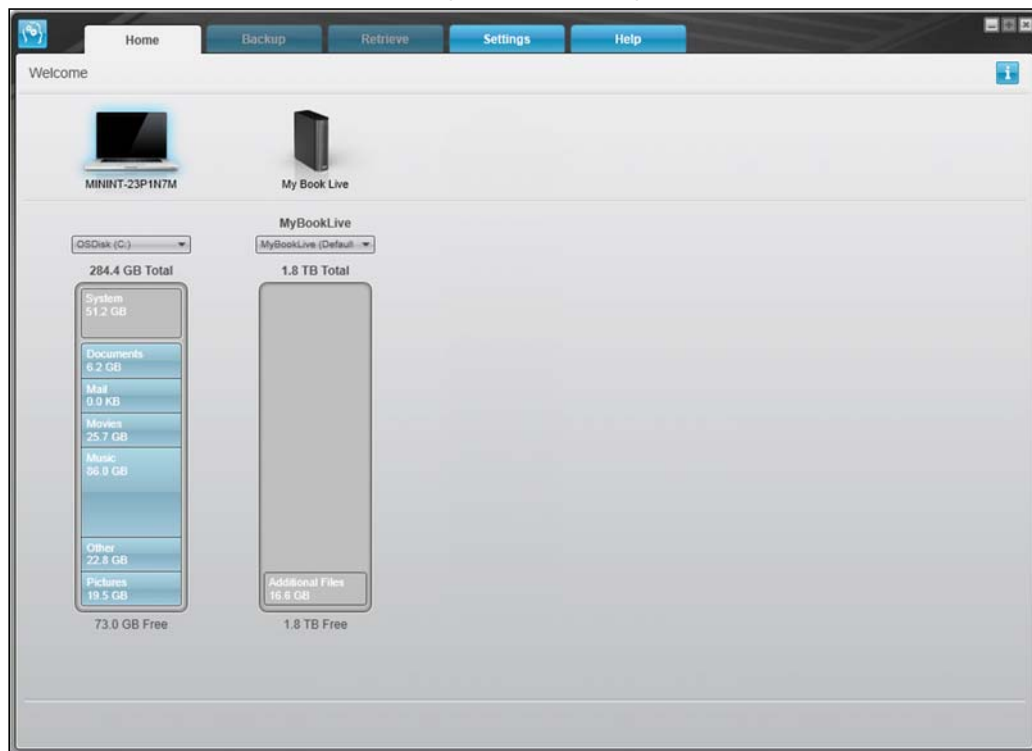 Home
Backup
Retrieve
Settings
Help
Welcome
i
MININT-23P1N7M
My Book Live
MyBookLive
OSDisk (C:)
MyBookLive (Default
284.4 GB Total
1.8 TB Total
System
51.2 GB
Documents
6.2 GB
Mail
0.0 KB
Movies
25.7 GB
Music
86.0 GB
Other
22.8 GB
Pictures
19.5 GB
Additional Files
16.6 GB
73.0 GB Free
1.8 TB Free